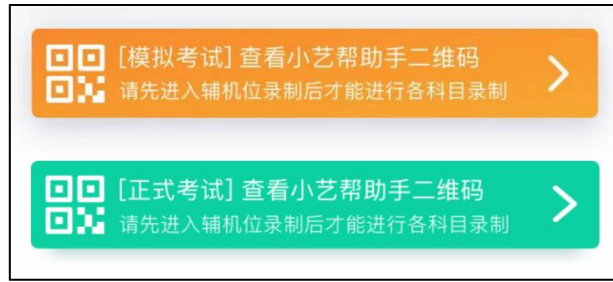 [模拟考试] 查看小艺帮助手二维码
请先进入辅机位录制后才能进行各科目录制
[正式考试] 查看小艺帮助手二维码
请先进入辅机位录制后才能进行各科目录制